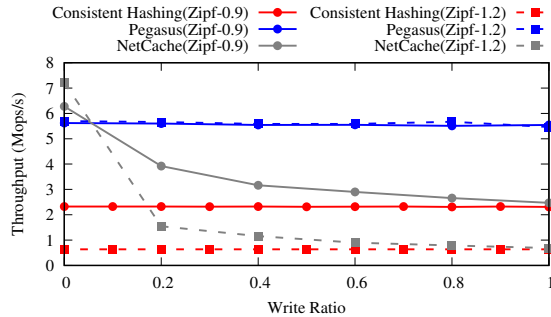 Consistent Hashing(Zipf-0.9) Consistent Hashing(Zipf-1.2)
Pegasus(Zipf-0.9) Pegasus(Zipf-1.2)
NetCache(Zipf-0.9) NetCache(Zipf-1.2)
8
7
6
5
4
3
2
1
0
Throughput (Mops/s)
0 0.2 0.4 0.6 0.8 1
Write Ratio